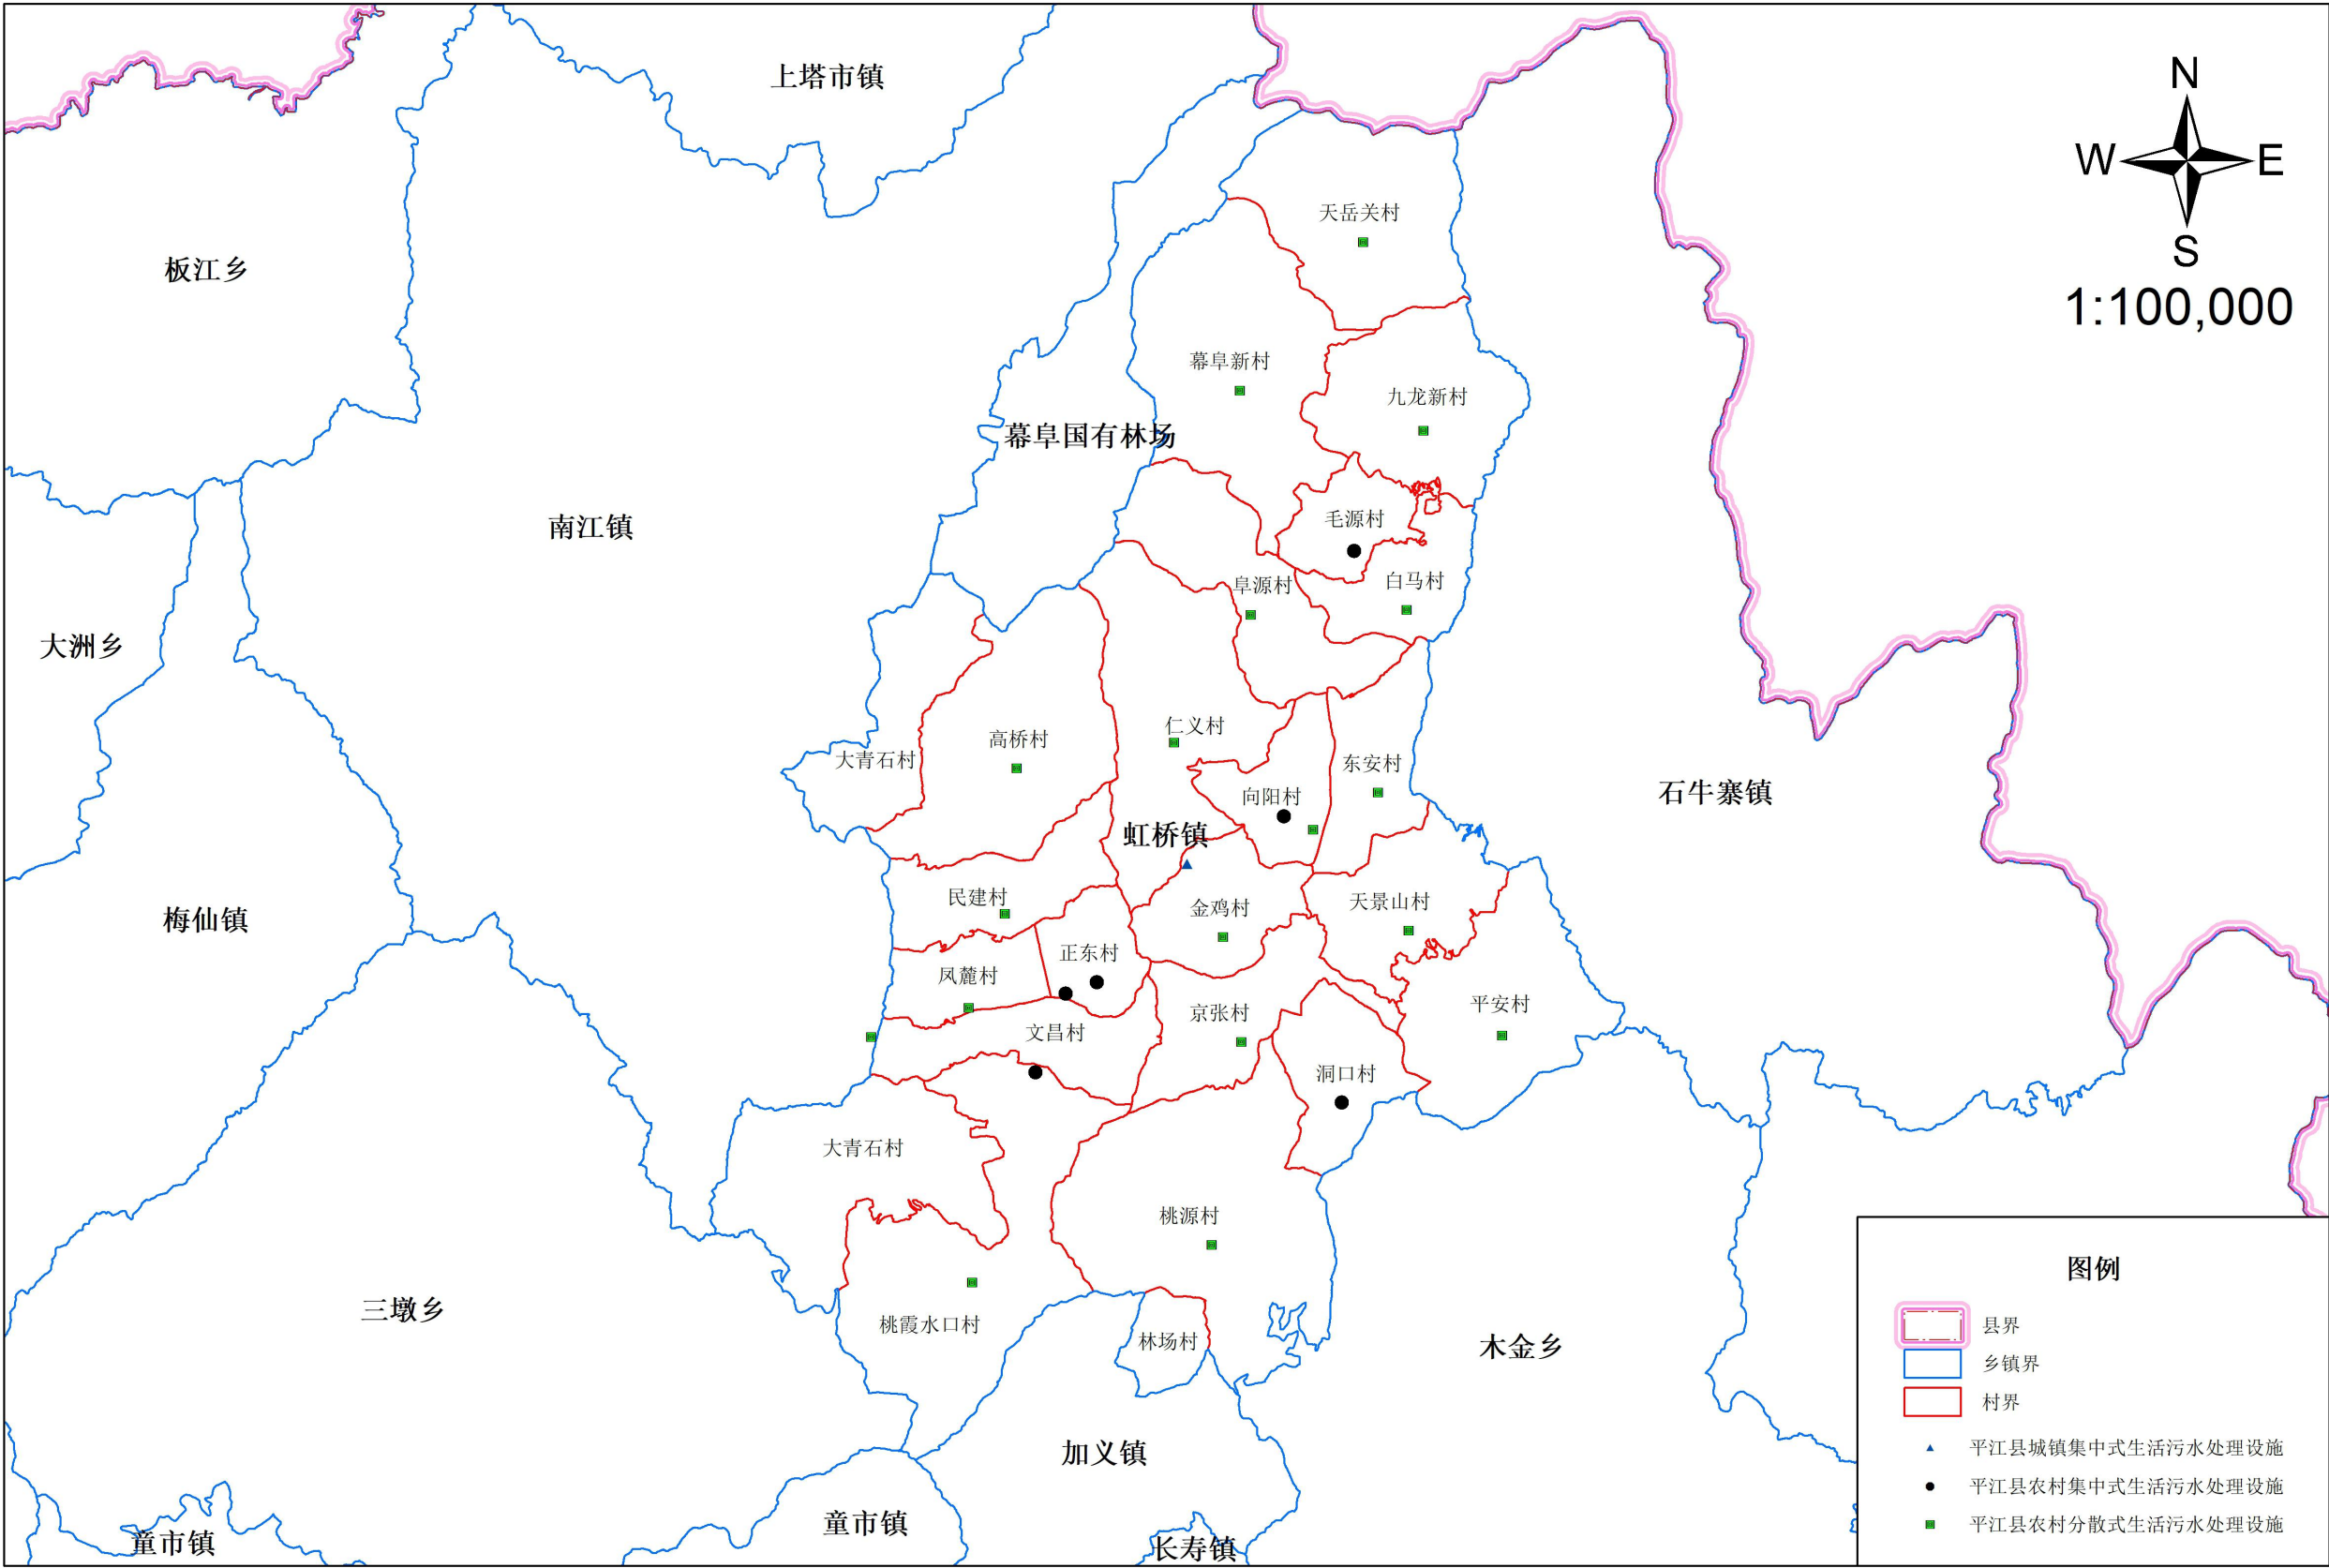 上塔市镇
N
W
E
S
1:100,000
天岳关村
板江乡
幕阜新村
九龙新村
幕阜国有林场
南江镇
毛源村
阜源村
白马村
大洲乡
仁义村
高桥村
大青石村
东安村
石牛寨镇
向阳村
虹桥镇
民建村
天景山村
金鸡村
梅仙镇
正东村
凤麓村
平安村
京张村
文昌村
洞口村
大青石村
桃源村
三墩乡
桃霞水口村
林场村
木金乡
加义镇
童市镇
童市镇
长寿镇
图例
县界
乡镇界
村界
平江县城镇集中式生活污水处理设施
平江县农村集中式生活污水处理设施
平江县农村分散式生活污水处理设施